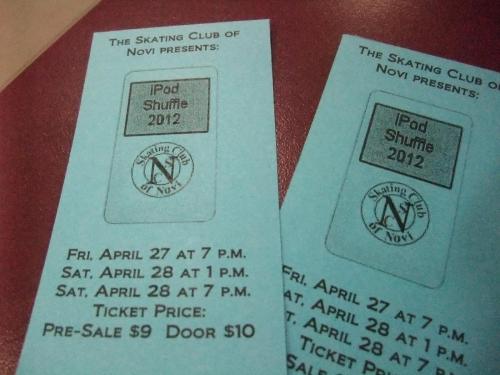 The Skating Club of
Novi presents:
iPod
Shuffle
2012
Skating Club
N
of Novi
Fri. April 27 at 7 p.m.
Sat. April 28 at 1 p.m.
Sat. April 28 at 7 p.m.
Ticket Price:
Pre-Sale $9 Door $10
The Skating Club of
Novi presents:
iPod
Shuffle
2012
Skating Club
N
of Novi
Fri. April 27 at 7 p.m.
at. April 28 at 1 p.m.
t. April 28 at 7 p.m.
Ticket Price:
Sale $9